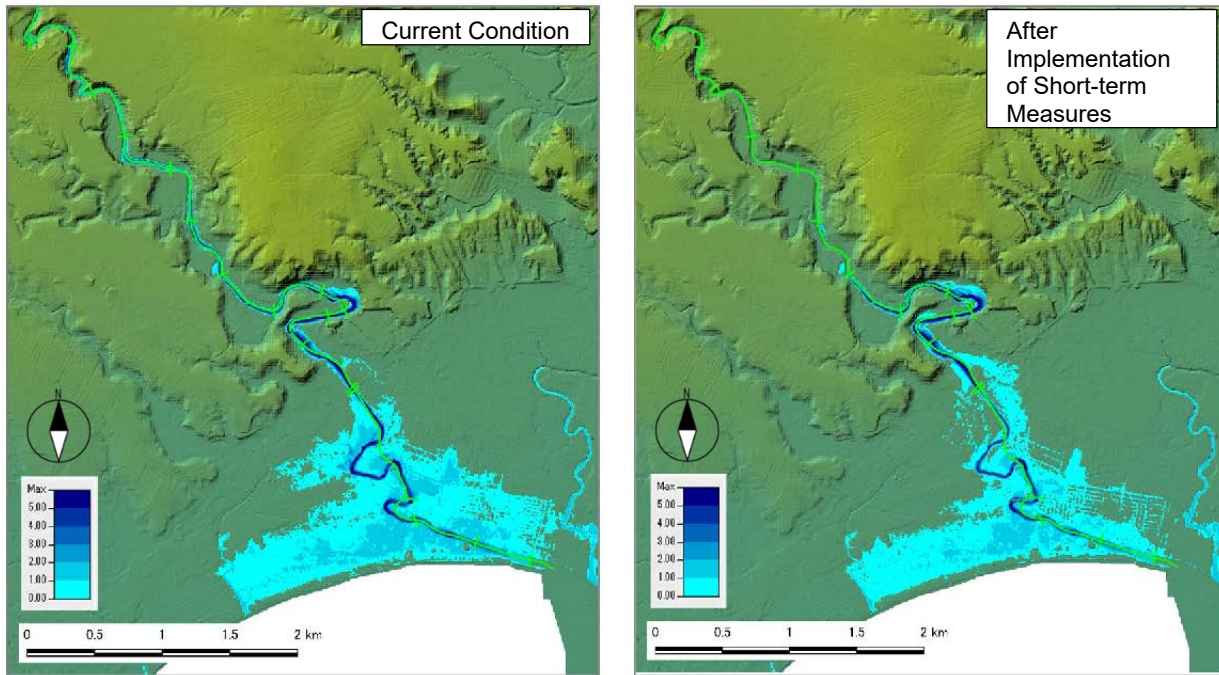 Current Condition
N
Max
5.00
4.00
3.00
2.00
1.00
0.00
0 0.5 1 1.5 2 km
After
Implementation
of Short-term
Measures
N
Max
5.00
4.00
3.00
2.00
1.00
0.00
0 0.5 1 1.5 2 km